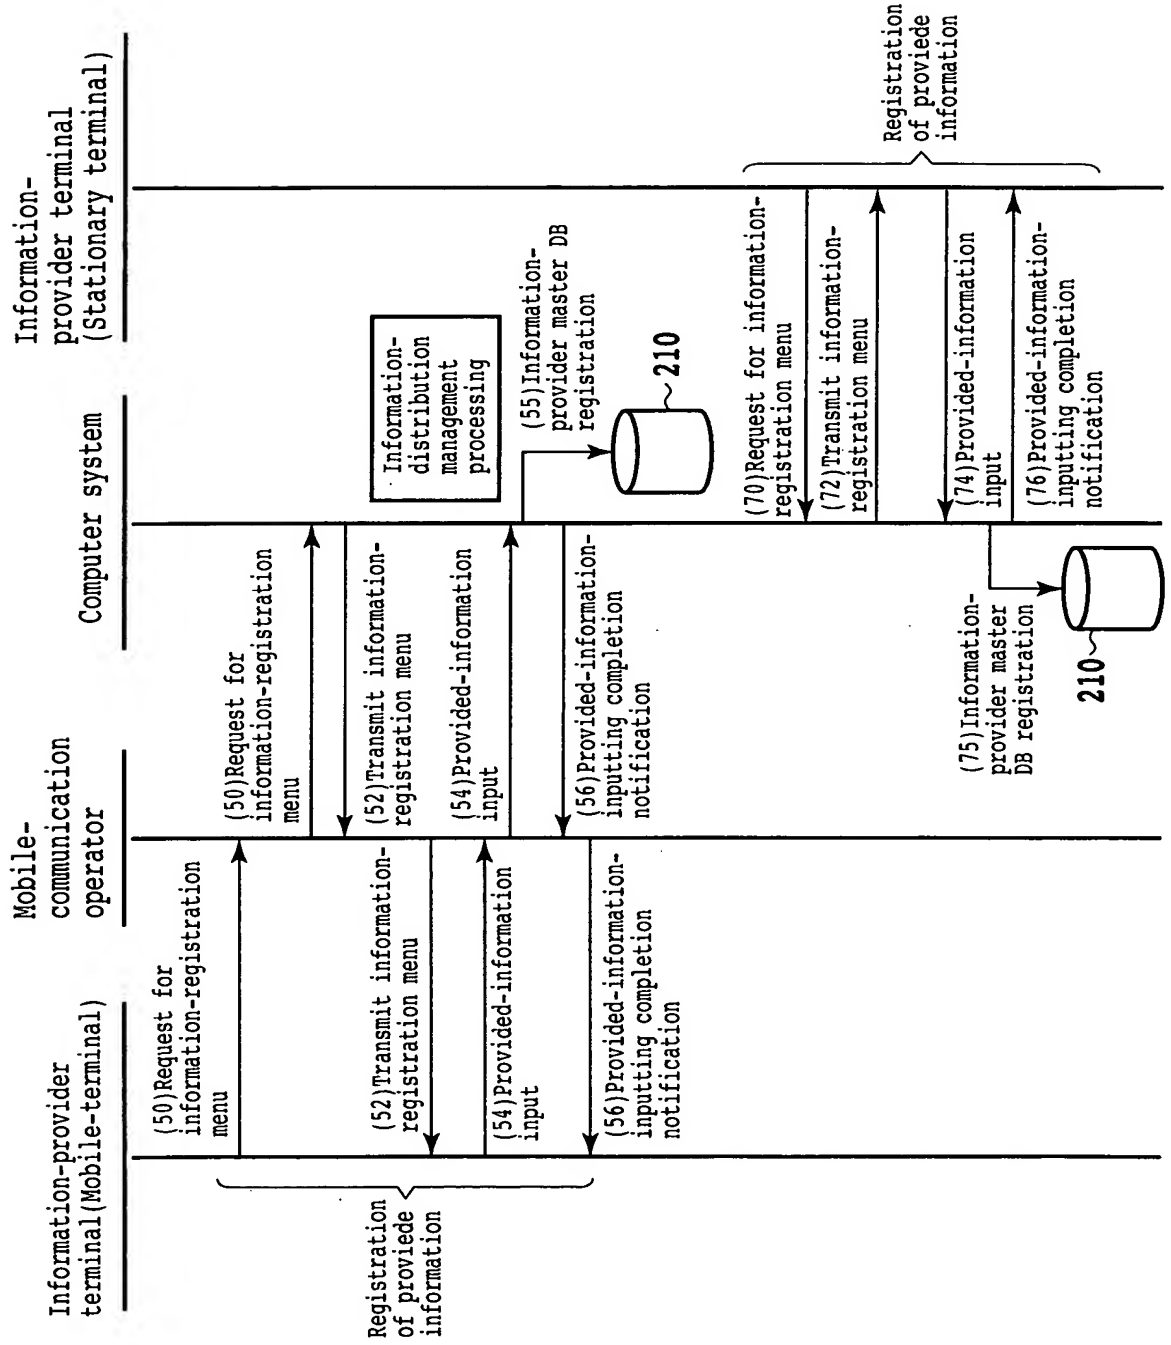 Information-provider
terminal(Mobile-terminal)
Mobile-
communication
operator
Computer system
Information-
provider terminal
(Stationary terminal)
(50)Request for
information-registration
menu
(50)Request for
information-registration
menu
(52)Transmit information-
registration menu
(52)Transmit information-
registration menu
(54)Provided-information
input
(54)Provided-information
input
(56)Provided-information-
inputting completion
notification
(56)Provided-information-
inputting completion
notification
Registration
of proviede
information
Information-
distribution
management
processing
(55)Information-
provider master DB
registration
210
(70)Request for information-
registration menu
(72)Transmit information-
registration menu
(74)Provided-information
input
(76)Provided-information-
inputting completion
notification
(75)Information-
provider master
DB registration
210
Registration
of proviede
information